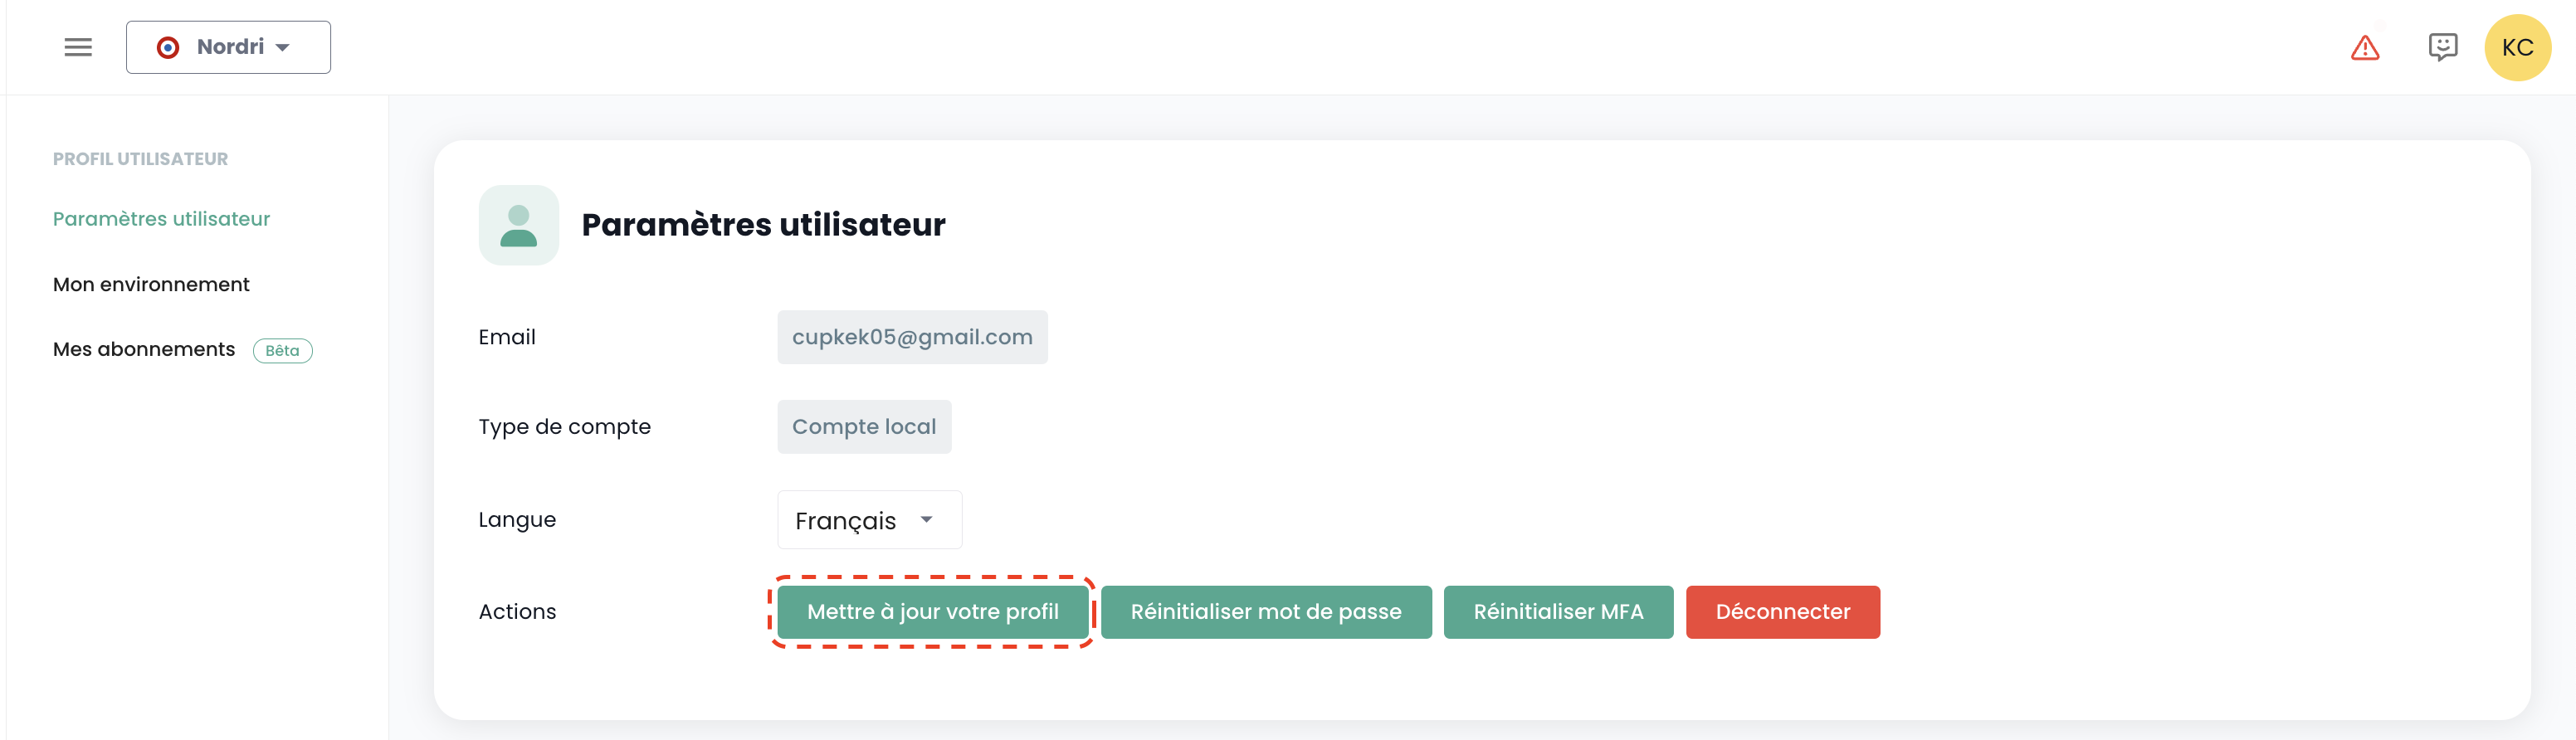 Nordri
KC
PROFIL UTILISATEUR
Paramètres utilisateur
Mon environnement
Mes abonnements Bêta
Paramètres utilisateur
Email cupkek05@gmail.com
Type de compte Compte local
Langue Français
Actions Mettre à jour votre profil Réinitialiser mot de passe Réinitialiser MFA Déconnecter